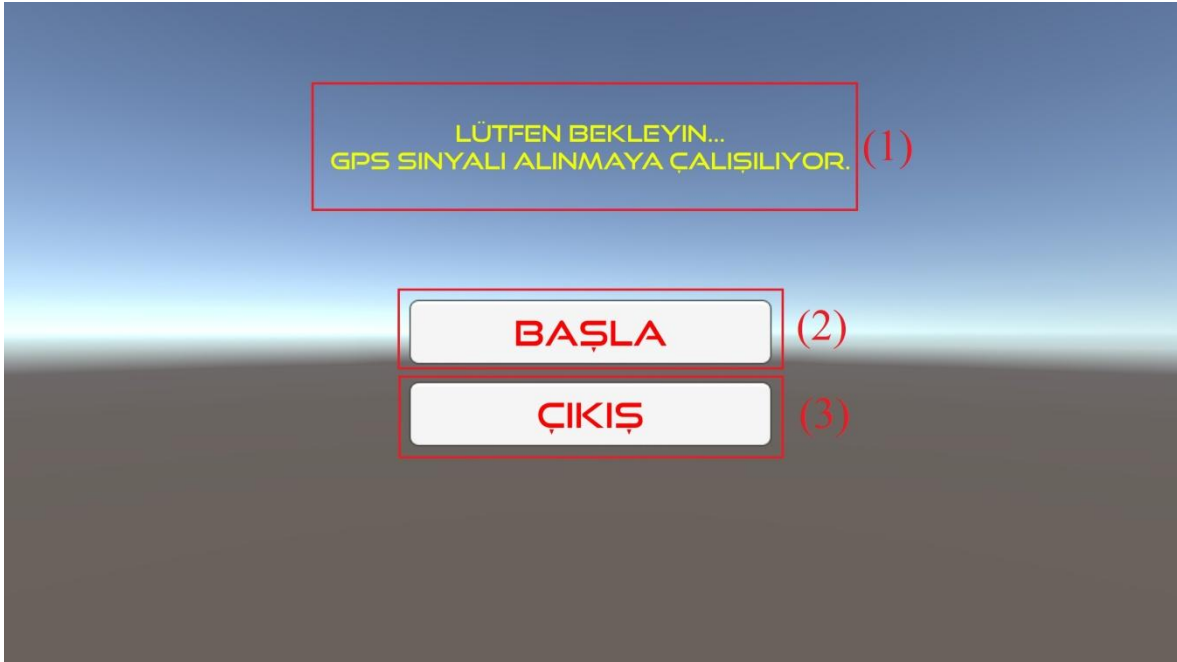 LÜTFEN BEKLEYIN...
GPS SINYALI ALINMAYA ÇALIŞILIYOR.
(1)
BAŞLA
(2)
ÇIKIŞ
(3)